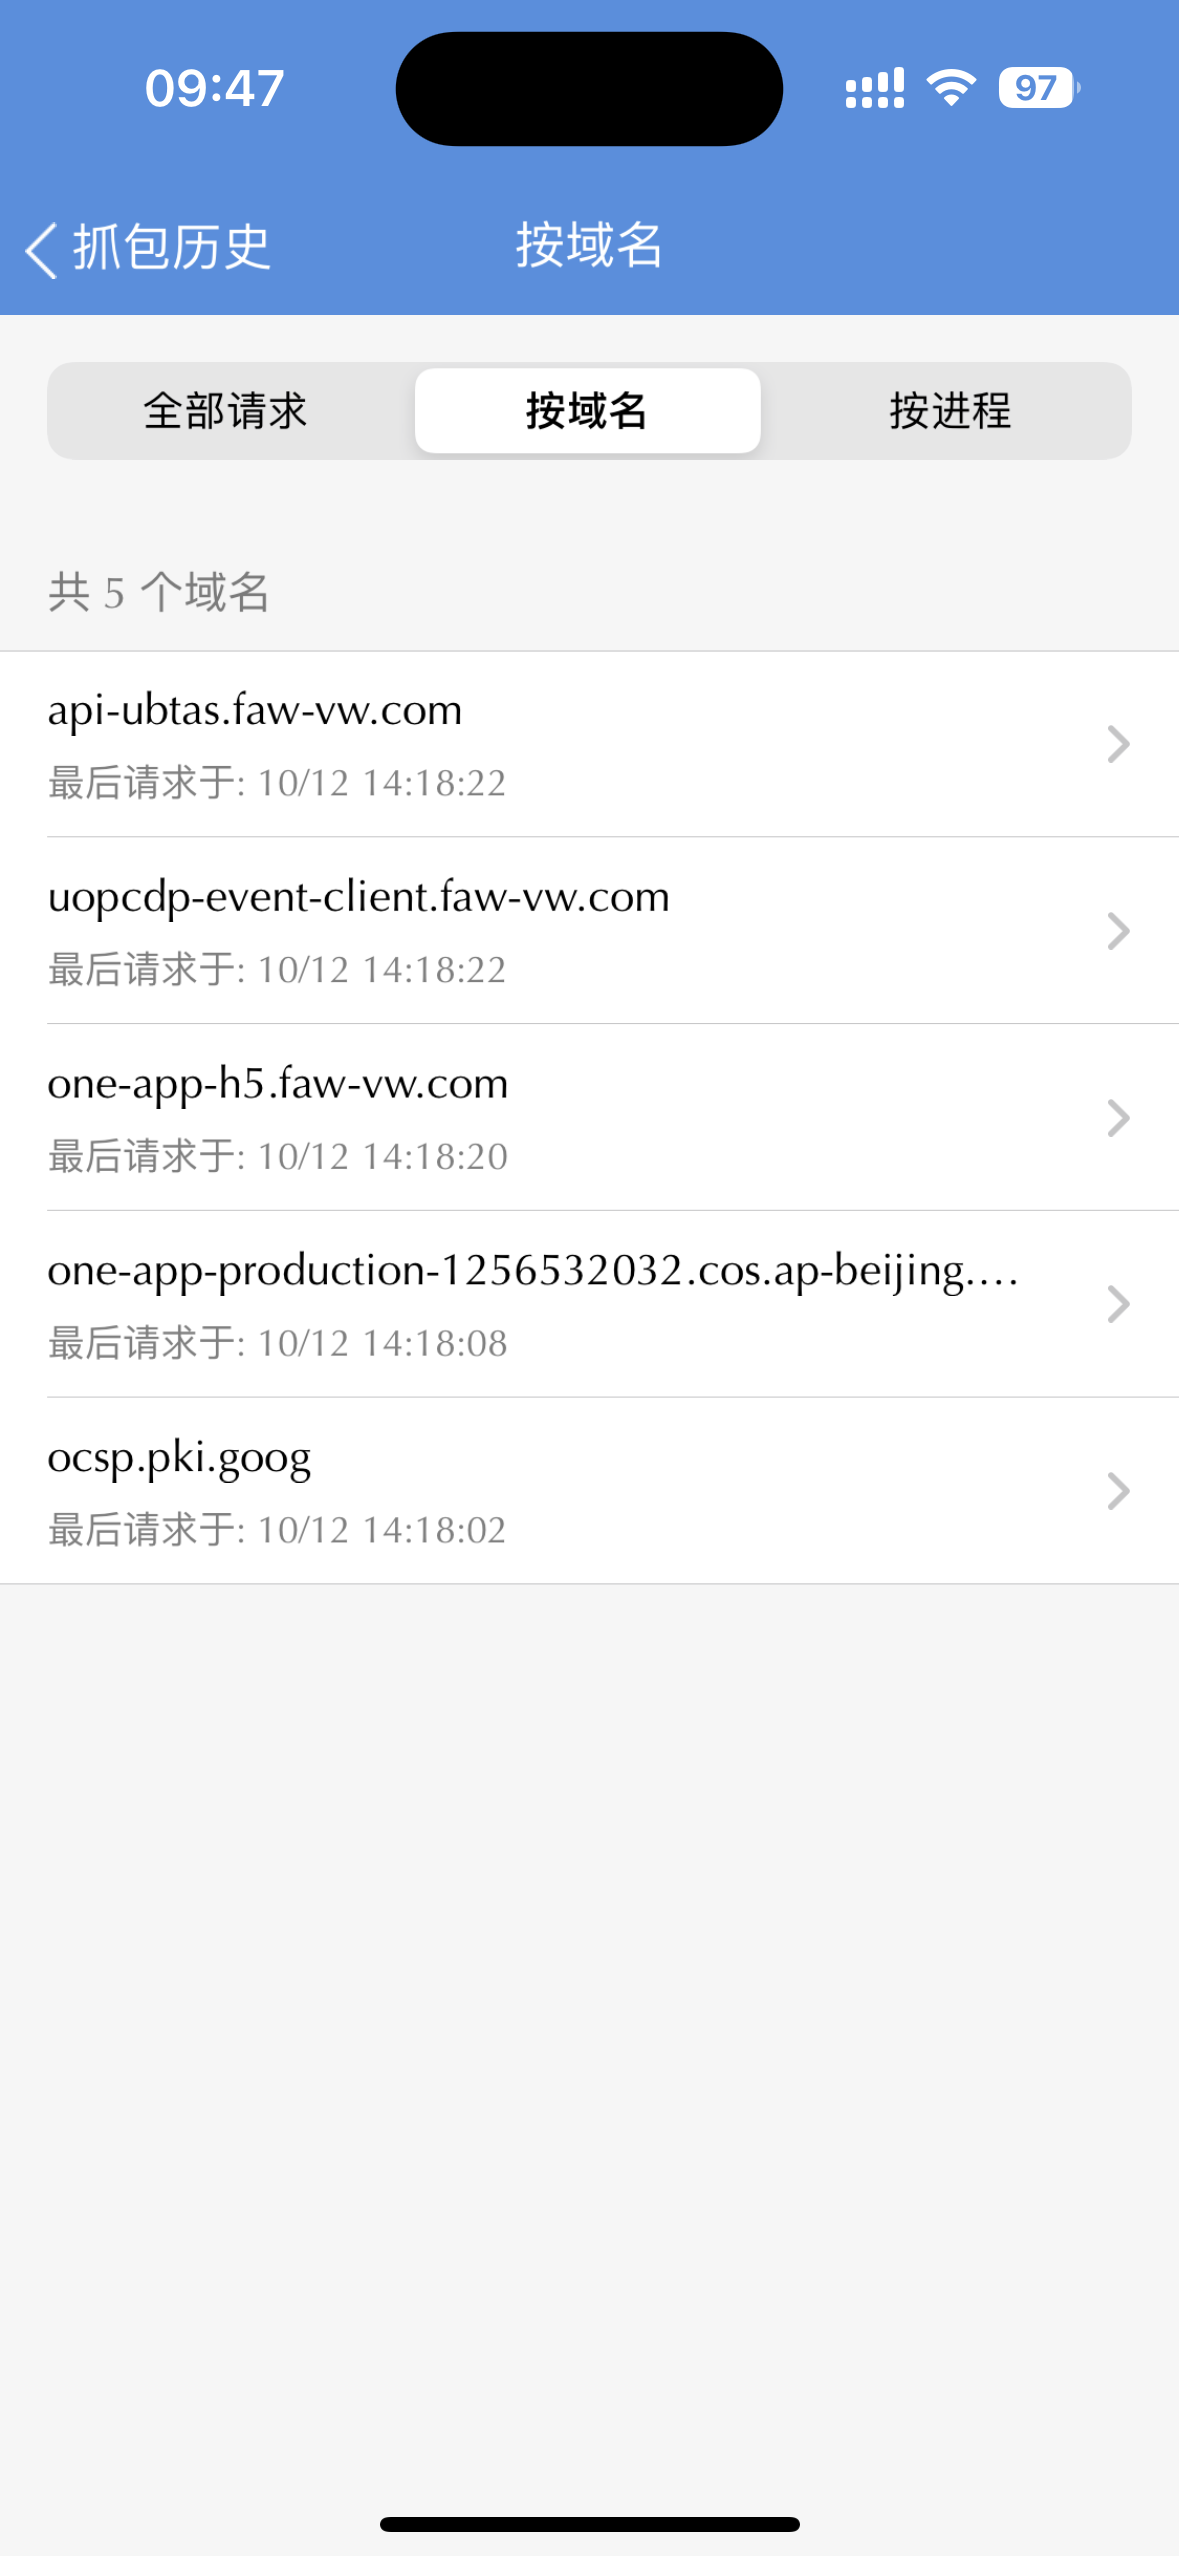 09:47
97
抓包历史
按域名
全部请求
按域名
按进程
共 5 个域名
api-ubtas.faw-vw.com
最后请求于: 10/12 14:18:22
uopcdp-event-client.faw-vw.com
最后请求于: 10/12 14:18:22
one-app-h5.faw-vw.com
最后请求于: 10/12 14:18:20
one-app-production-1256532032.cos.ap-beijing....
最后请求于: 10/12 14:18:08
ocsp.pki.goog
最后请求于: 10/12 14:18:02